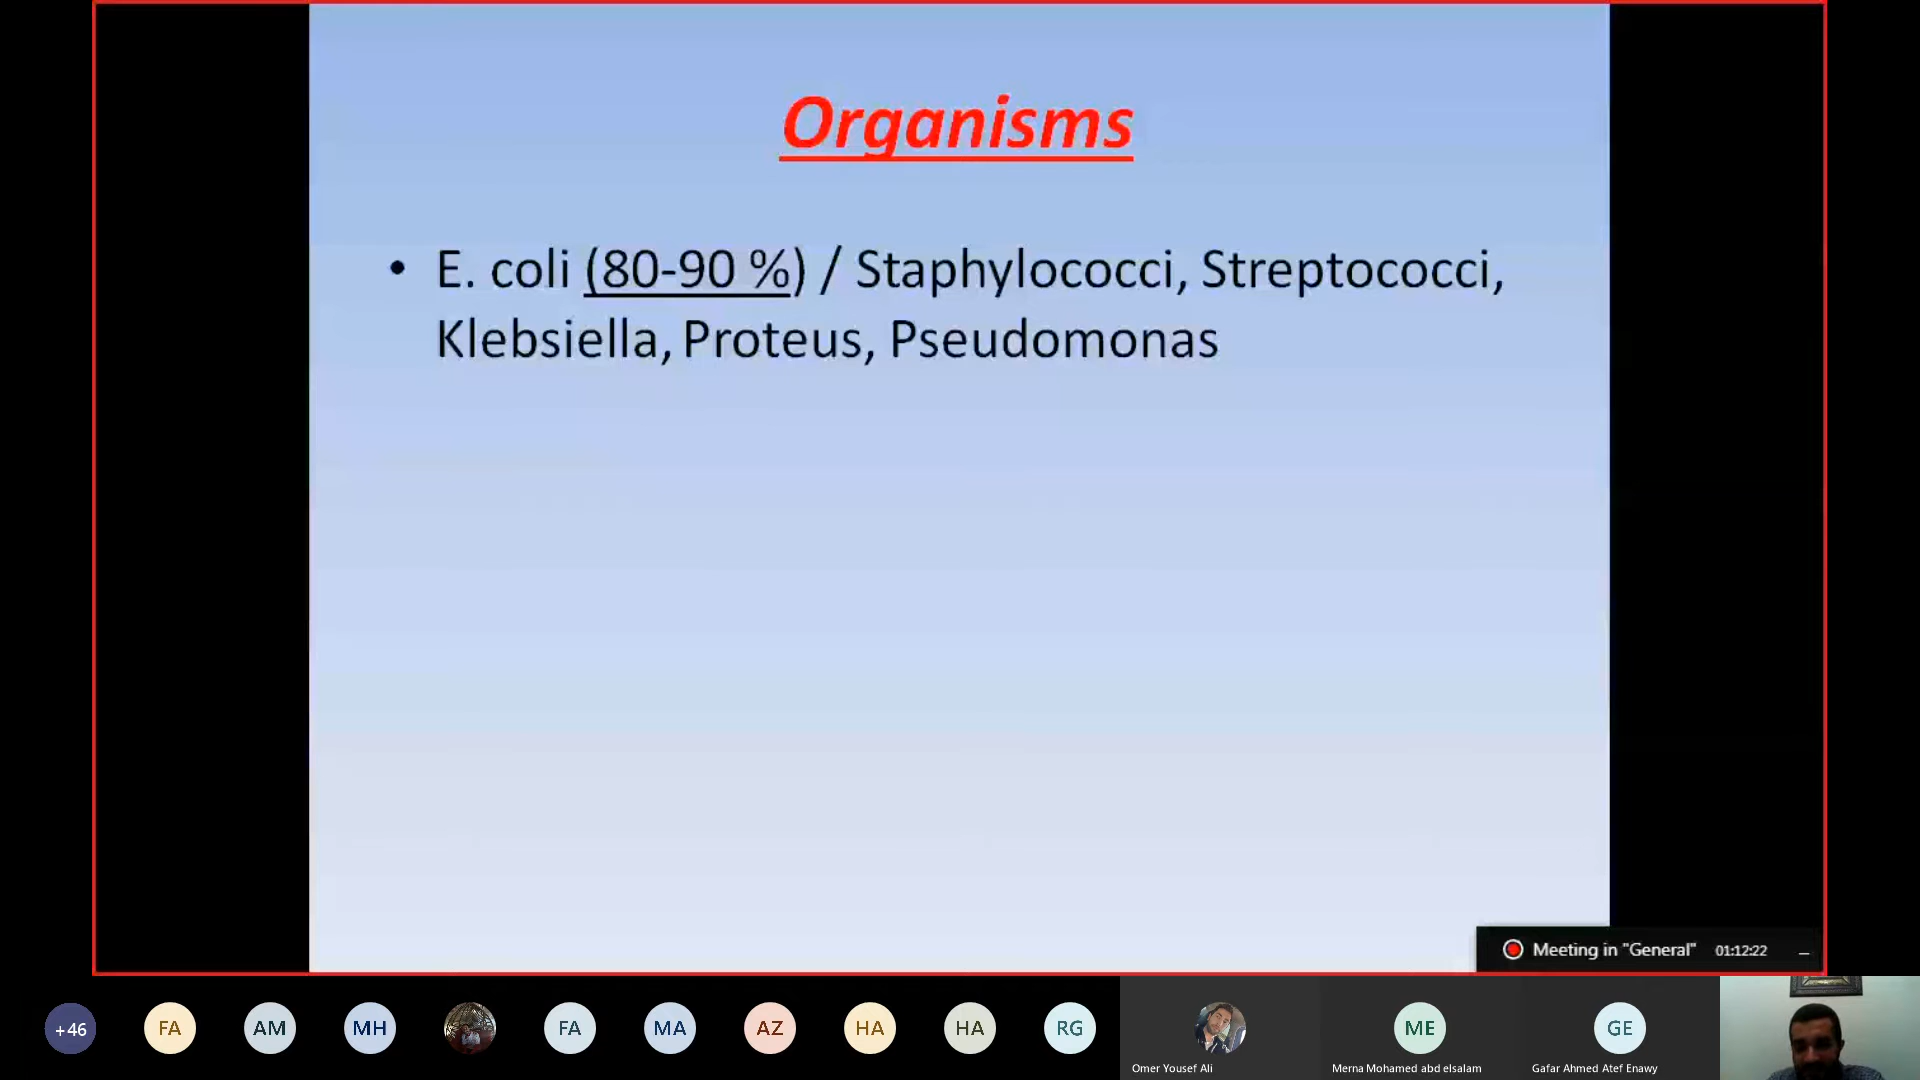 Organisms
• E. coli (80-90 %) / Staphylococci, Streptococci,
Klebsiella, Proteus, Pseudomonas
Meeting in "General" 01:12:22
+46 FA AM MH FA MA AZ HA HA RG ME GE
Omer Yousef Ali Merna Mohamed abd elsalam Gafar Ahmed Atef Enawy